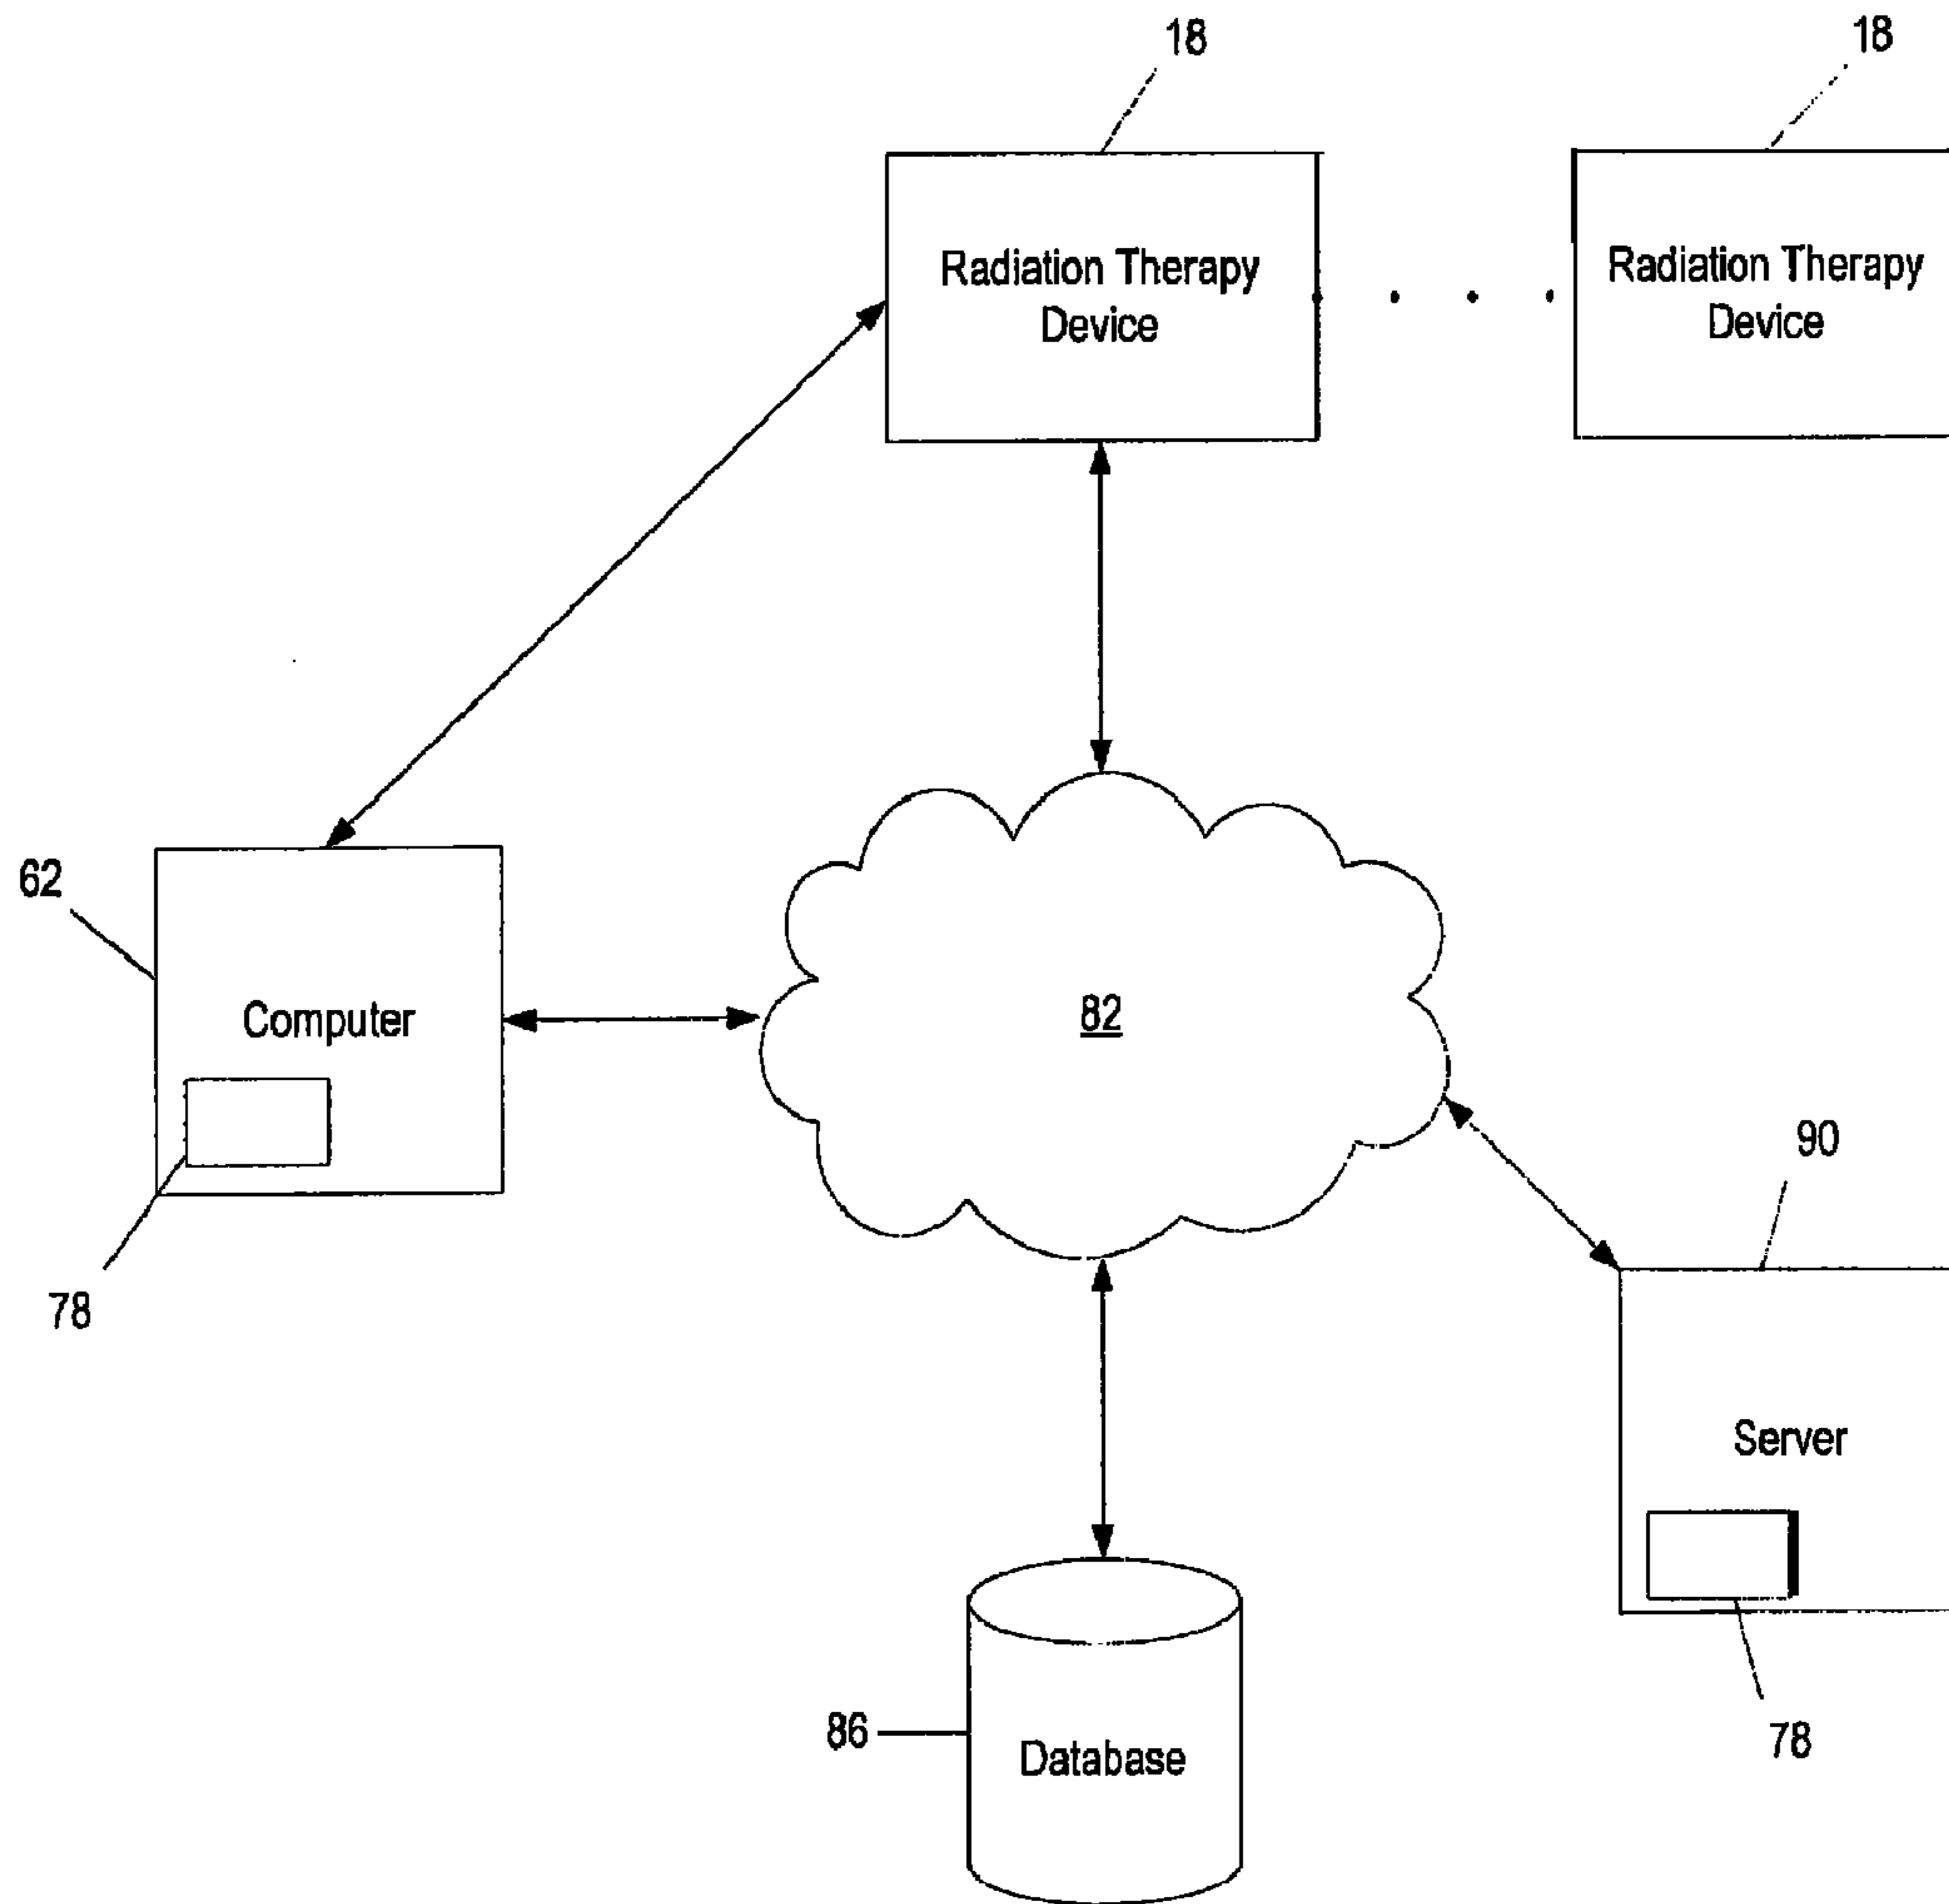 18
18
Radiation Therapy
Device
Radiation Therapy
Device
62
Computer
82
90
78
Server
86
Database
78